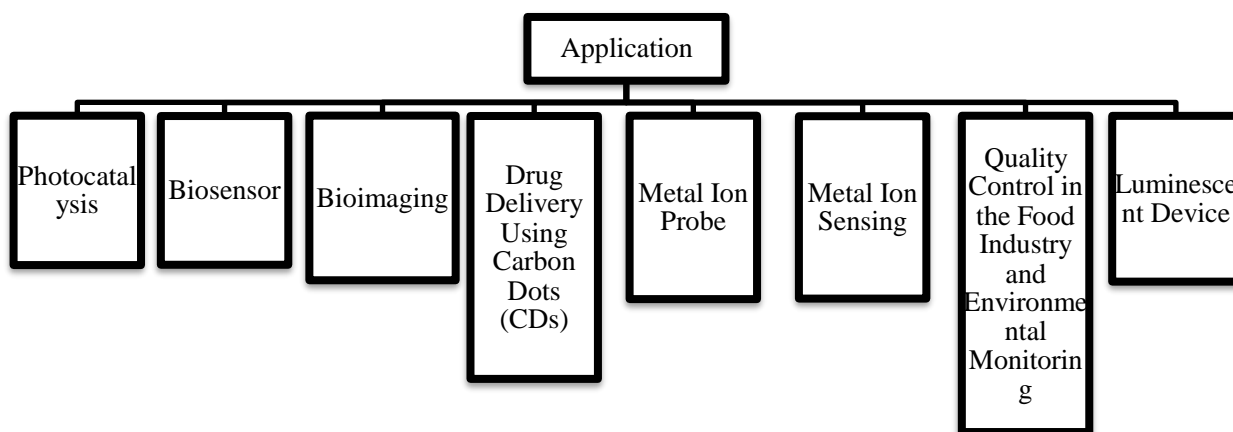 Application
Photocatal
ysis
Biosensor
Bioimaging
Drug
Delivery
Using
Carbon
Dots
(CDs)
Metal Ion
Probe
Metal Ion
Sensing
Quality
Control in
the Food
Industry
and
Environme
ntal
Monitorin
g
Luminesce
nt Device